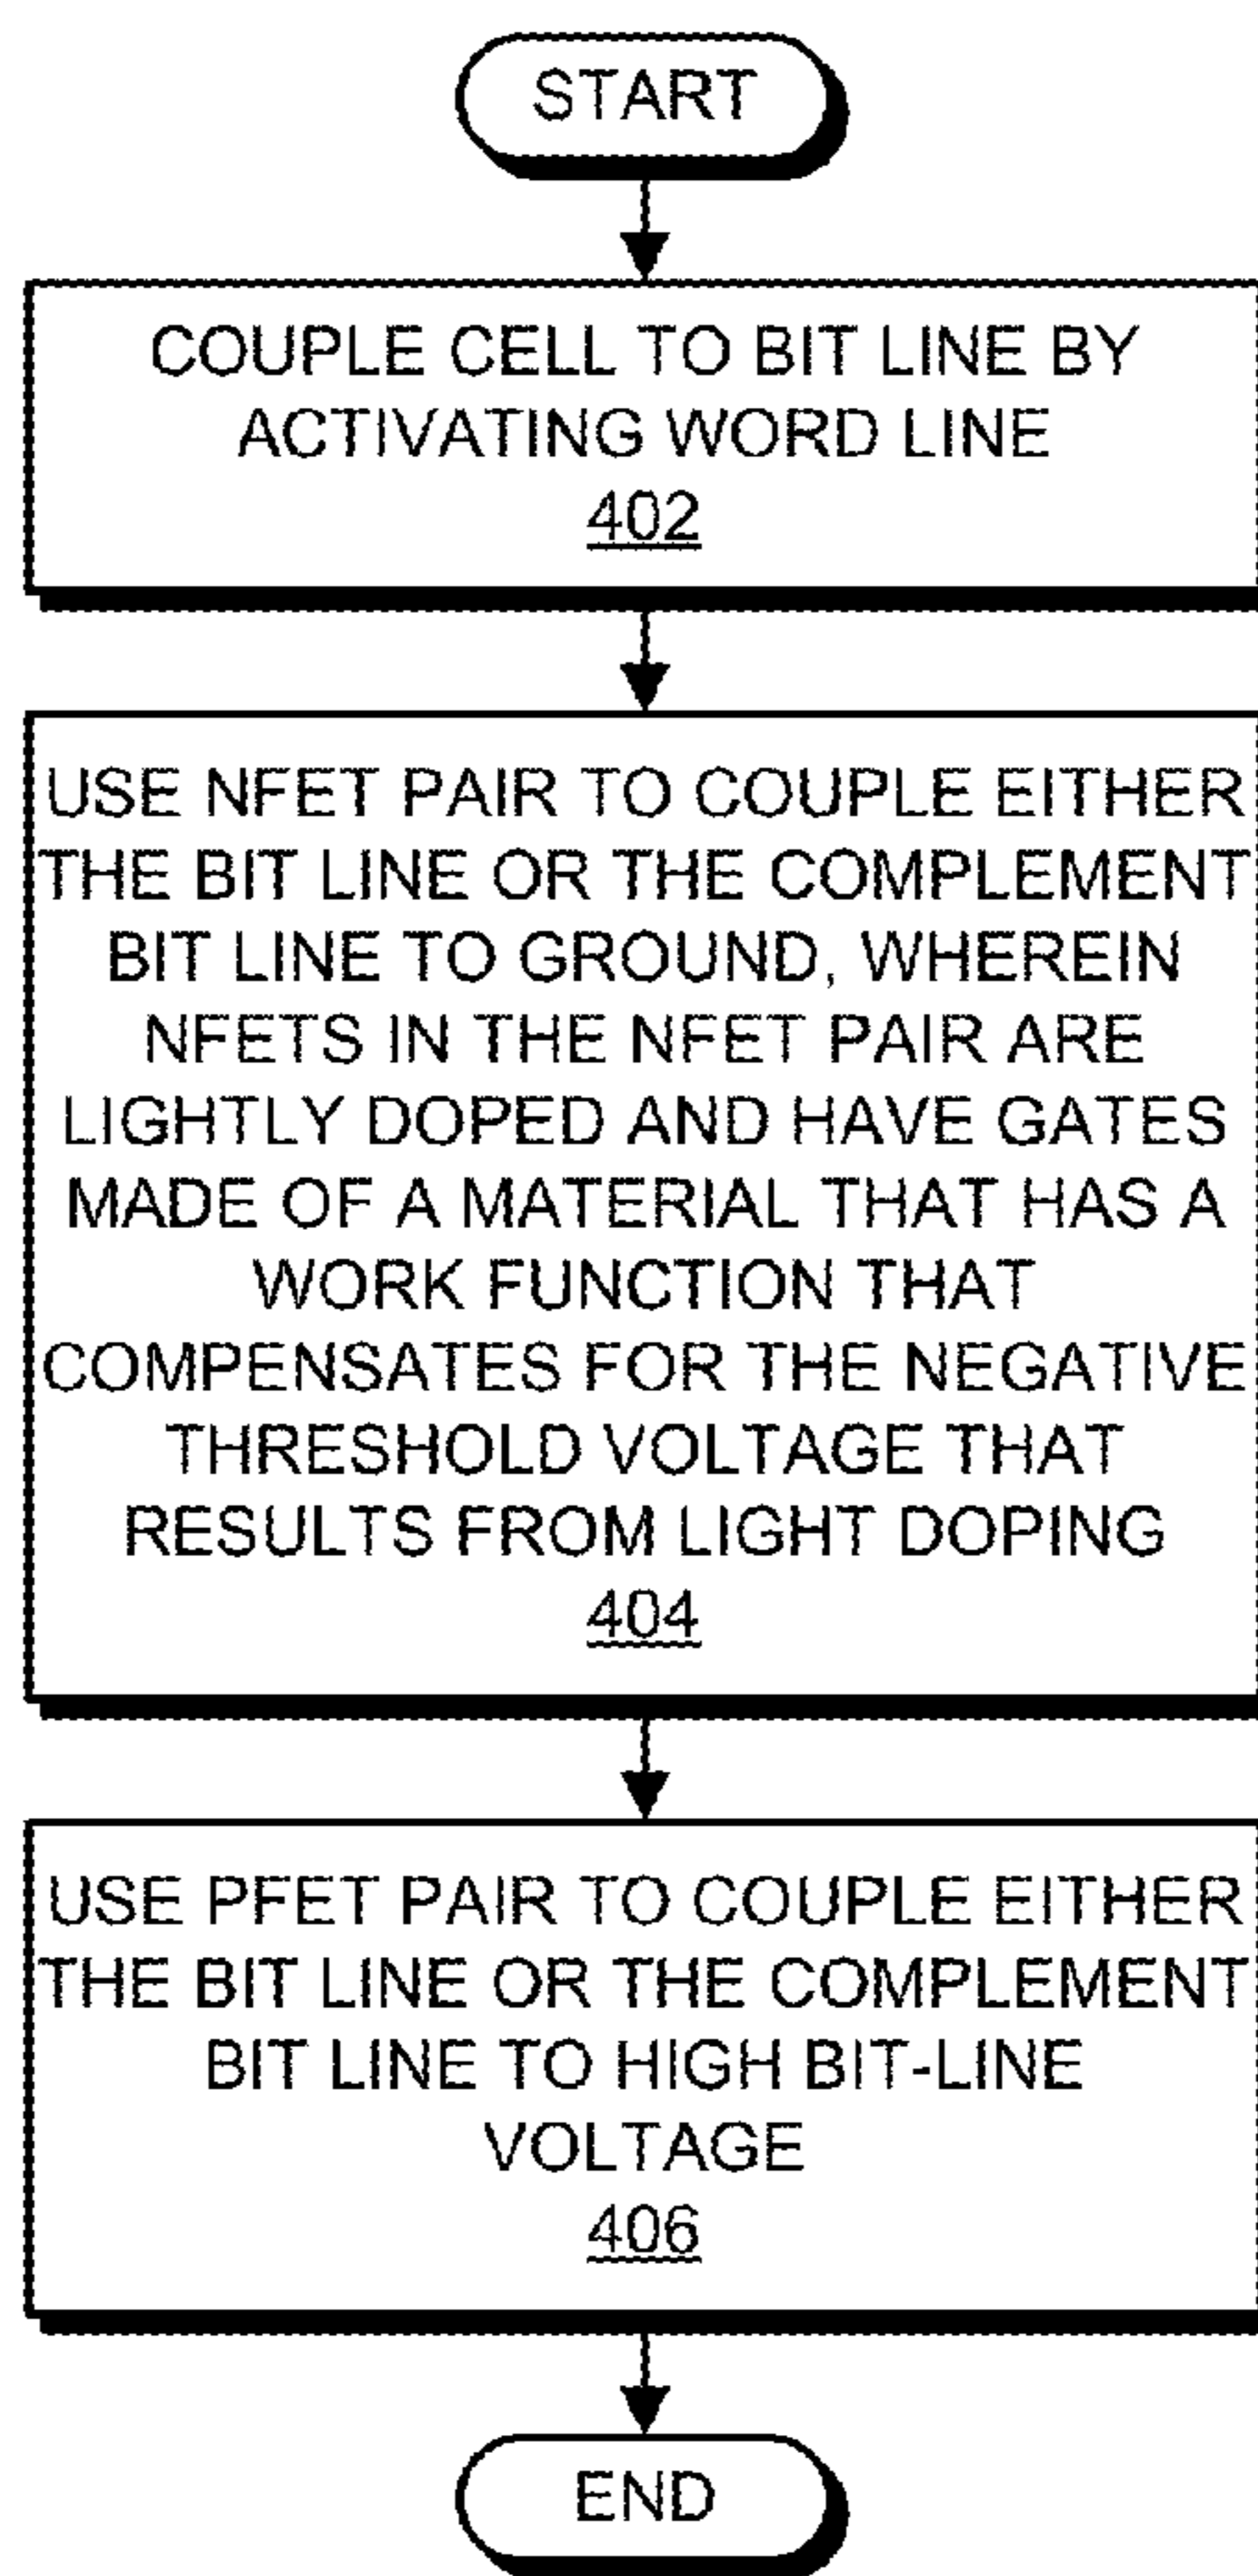 START
COUPLE CELL TO BIT LINE BY
ACTIVATING WORD LINE
402
USE NFET PAIR TO COUPLE EITHER
THE BIT LINE OR THE COMPLEMENT
BIT LINE TO GROUND, WHEREIN
NFETS IN THE NFET PAIR ARE
LIGHTLY DOPED AND HAVE GATES
MADE OF A MATERIAL THAT HAS A
WORK FUNCTION THAT
COMPENSATES FOR THE NEGATIVE
THRESHOLD VOLTAGE THAT
RESULTS FROM LIGHT DOPING
404
USE PFET PAIR TO COUPLE EITHER
THE BIT LINE OR THE COMPLEMENT
BIT LINE TO HIGH BIT-LINE
VOLTAGE
406
END